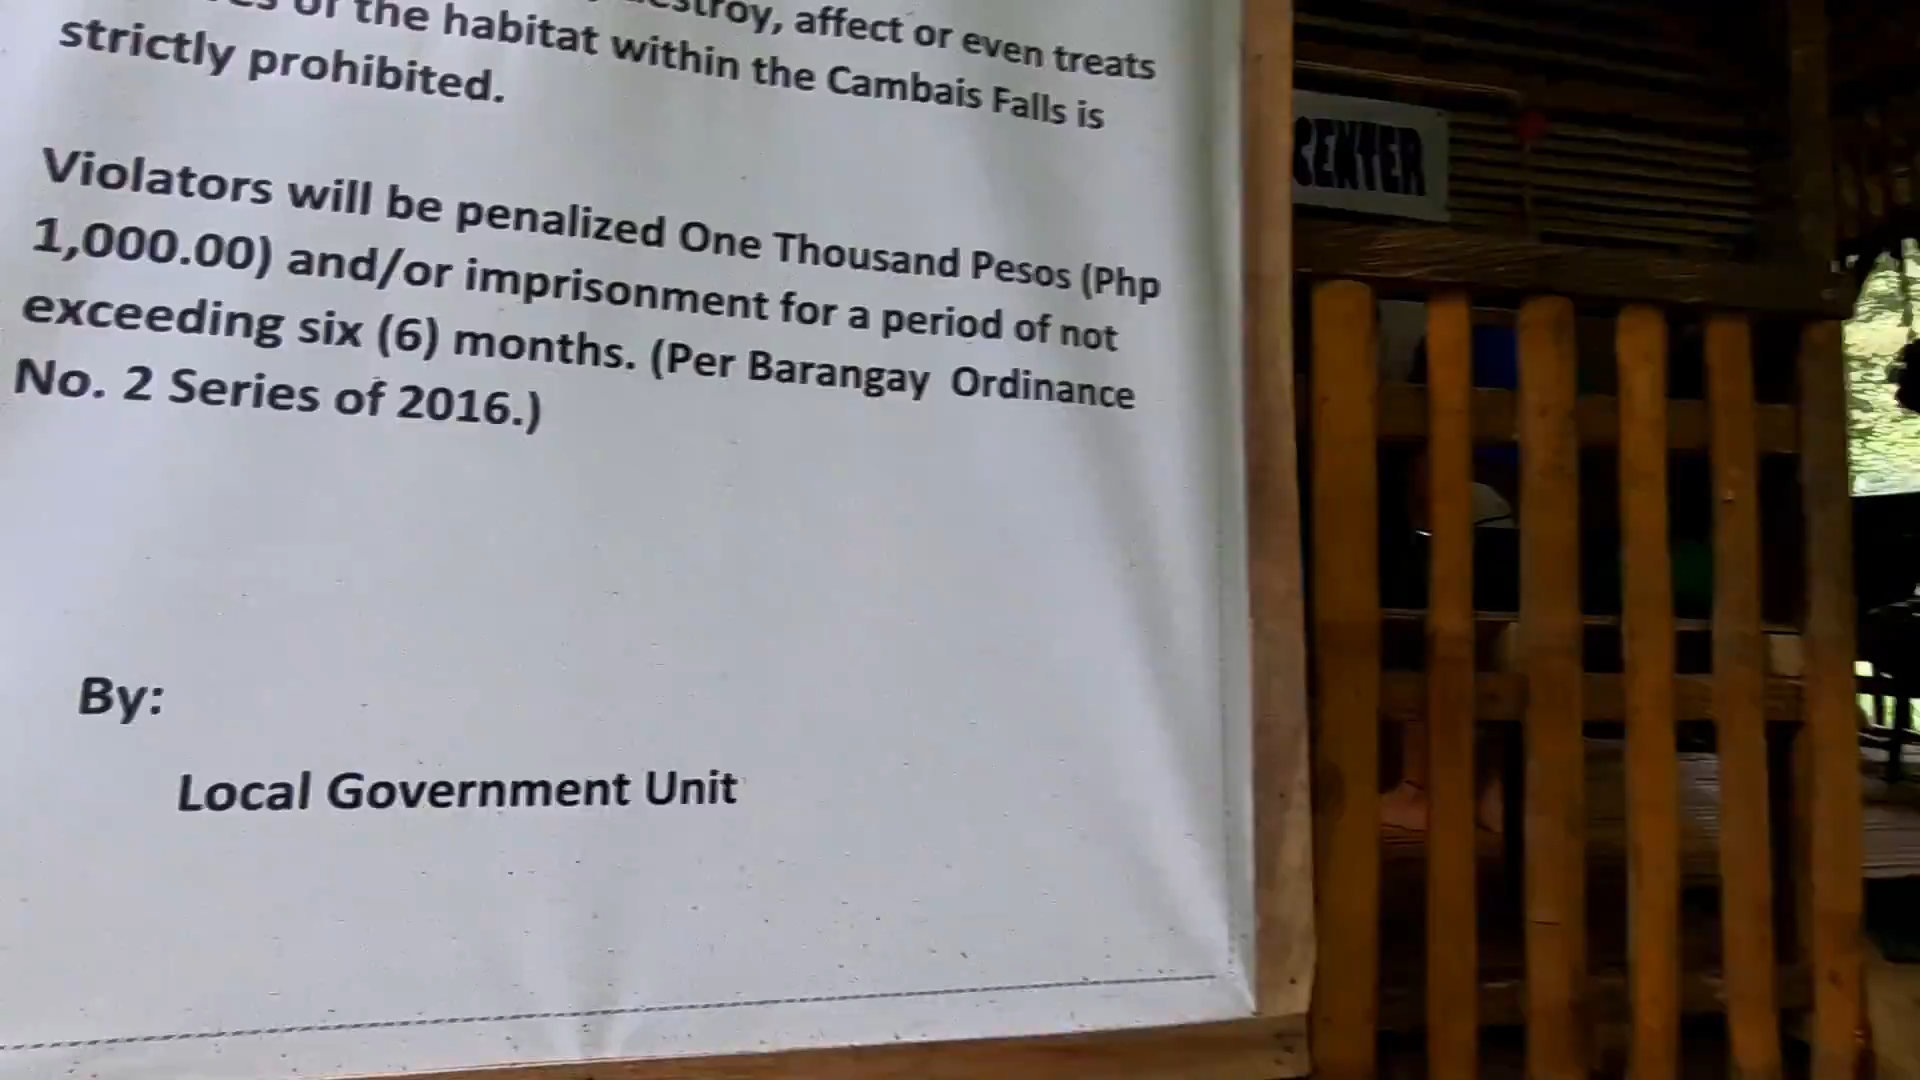 destroy, affect or even treats
of the habitat within the Cambais Falls is
strictly prohibited.
Violators will be penalized One Thousand Pesos (Php
1,000.00) and/or imprisonment for a period of not
exceeding six (6) months. (Per Barangay Ordinance
No. 2 Series of 2016.)
By:
Local Government Unit
CENTER